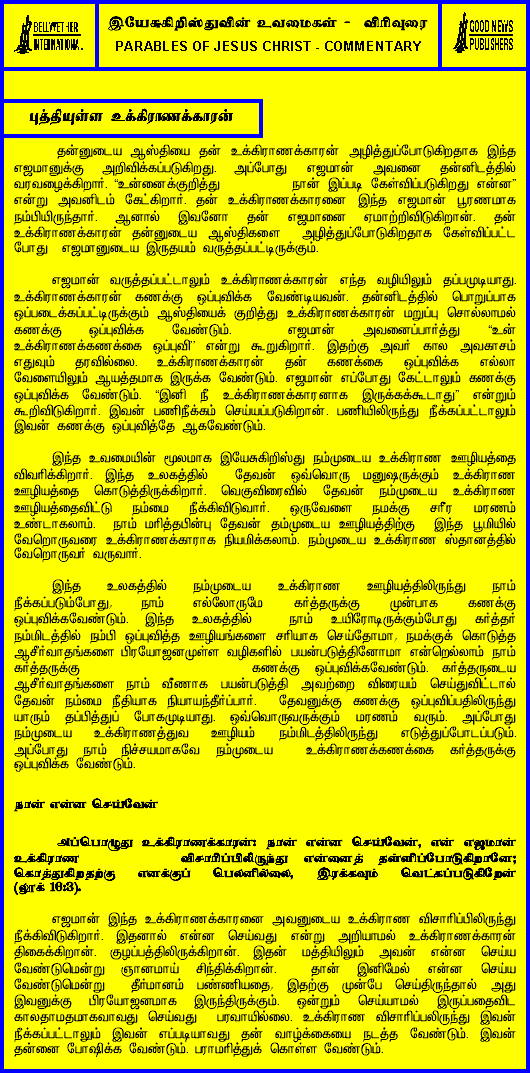 BELLWETHER
INTERNATIONAL
இயேசுகிறிஸ்துவின் உவமைகள் - விரிவுரை
PARABLES OF JESUS CHRIST - COMMENTARY
GOOD NEWS
PUBLISHERS
புத்தியுள்ள உக்கிராணக்காரன்
தன்னுடைய ஆஸ்தியை தன் உக்கிராணக்காரன் அழித்துப்போடுகிறதாக இந்த
எஜமானுக்கு அறிவிக்கப்படுகிறது. அப்போது எஜமான் அவனை தன்னிடத்தில்
வரவழைக்கிறார். “உன்னைக்குறித்து நான் இப்படி கேள்விப்படுகிறது என்ன”
என்று அவனிடம் கேட்கிறார். தன் உக்கிராணக்காரனை இந்த எஜமான் பூரணமாக
நம்பியிருந்தார். ஆனால் இவனோ தன் எஜமானை ஏமாற்றிவிடுகிறான். தன்
உக்கிராணக்காரன் தன்னுடைய ஆஸ்திகளை அழித்துப்போடுகிறதாக கேள்விப்பட்ட
போது எஜமானுடைய இருதயம் வருத்தப்பட்டிருக்கும்.
எஜமான் வருத்தப்பட்டாலும் உக்கிராணக்காரன் எந்த வழியிலும் தப்பமுடியாது.
உக்கிராணக்காரன் கணக்கு ஒப்புவிக்க வேண்டியவன். தன்னிடத்தில் பொறுப்பாக
ஒப்படைக்கப்பட்டிருக்கும் ஆஸ்தியைக் குறித்து உக்கிராணக்காரன் மறுப்பு சொல்லாமல்
கணக்கு ஒப்புவிக்க வேண்டும். எஜமான் அவனைப்பார்த்து “உன்
உக்கிராணக்கணக்கை ஒப்புவி” என்று கூறுகிறார். இதற்கு அவர் கால அவகாசம்
எதுவும் தரவில்லை. உக்கிராணக்காரன் தன் கணக்கை ஒப்புவிக்க எல்லா
வேளையிலும் ஆயத்தமாக இருக்க வேண்டும். எஜமான் எப்போது கேட்டாலும் கணக்கு
ஒப்புவிக்க வேண்டும். “இனி நீ உக்கிராணக்காரனாக இருக்கக்கூடாது” என்றும்
கூறிவிடுகிறார். இவன் பணிநீக்கம் செய்யப்படுகிறான். பணியிலிருந்து நீக்கப்பட்டாலும்
இவன் கணக்கு ஒப்புவித்தே ஆகவேண்டும்.
இந்த உவமையின் மூலமாக இயேசுகிறிஸ்து நம்முடைய உக்கிராண ஊழியத்தை
விவரிக்கிறார். இந்த உலகத்தில் தேவன் ஒவ்வொரு மனுஷருக்கும் உக்கிராண
ஊழியத்தை கொடுத்திருக்கிறார். வெகுவிரைவில் தேவன் நம்முடைய உக்கிராண
ஊழியத்தைவிட்டு நம்மை நீக்கிவிடுவார். ஒருவேளை நமக்கு சரீர மரணம்
உண்டாகலாம். நாம் மரித்தபின்பு தேவன் தம்முடைய ஊழியத்திற்கு இந்த பூமியில்
வேறொருவரை உக்கிராணக்காரராக நியமிக்கலாம். நம்முடைய உக்கிராண ஸ்தானத்தில்
வேறொருவர் வருவார்.
இந்த உலகத்தில் நம்முடைய உக்கிராண ஊழியத்திலிருந்து நாம்
நீக்கப்படும்போது, நாம் எல்லோருமே கர்த்தருக்கு முன்பாக கணக்கு
ஒப்புவிக்கவேண்டும். இந்த உலகத்தில் நாம் உயிரோடிருக்கும்போது கர்த்தர்
நம்மிடத்தில் நம்பி ஒப்புவித்த ஊழியங்களை சரியாக செய்தோமா, நமக்குக் கொடுத்த
ஆசீர்வாதங்களை பிரயோஜனமுள்ள வழிகளில் பயன்படுத்தினோமா என்றெல்லாம் நாம்
கர்த்தருக்கு கணக்கு ஒப்புவிக்கவேண்டும். கர்த்தருடைய
ஆசீர்வாதங்களை நாம் வீணாக பயன்படுத்தி அவற்றை விரையம் செய்துவிட்டால்
தேவன் நம்மை நீதியாக நியாயந்தீர்ப்பார். தேவனுக்கு கணக்கு ஒப்புவிப்பதிலிருந்து
யாரும் தப்பித்துப் போகமுடியாது. ஒவ்வொருவருக்கும் மரணம் வரும். அப்போது
நம்முடைய உக்கிராணத்துவ ஊழியம் நம்மிடத்திலிருந்து எடுத்துப்போடப்படும்.
அப்போது நாம் நிச்சயமாகவே நம்முடைய உக்கிராணக்கணக்கை கர்த்தருக்கு
ஒப்புவிக்க வேண்டும்.
நான் என்ன செய்வேன்
அப்பொழுது உக்கிராணக்காரன்: நான் என்ன செய்வேன், என் எஜமான்
உக்கிராண விசாரிப்பிலிருந்து என்னைத் தள்ளிப்போடுகிறானே;
கொத்துகிறதற்கு எனக்குப் பெலனில்லை, இரக்கவும் வெட்கப்படுகிறேன்
(லூக் 16:3).
எஜமான் இந்த உக்கிராணக்காரனை அவனுடைய உக்கிராண விசாரிப்பிலிருந்து
நீக்கிவிடுகிறார். இதனால் என்ன செய்வது என்று அறியாமல் உக்கிராணக்காரன்
திகைக்கிறான். குழப்பத்திலிருக்கிறான். இதன் மத்தியிலும் அவன் என்ன செய்ய
வேண்டுமென்று ஞானமாய் சிந்திக்கிறான். தான் இனிமேல் என்ன செய்ய
வேண்டுமென்று தீர்மானம் பண்ணியதை, இதற்கு முன்பே செய்திருந்தால் அது
இவனுக்கு பிரயோஜனமாக இருந்திருக்கும். ஒன்றும் செய்யாமல் இருப்பதைவிட
காலதாமதமாகவாவது செய்வது பரவாயில்லை. உக்கிராண விசாரிப்பலிருந்து இவன்
நீக்கப்பட்டாலும் இவன் எப்படியாவது தன் வாழ்க்கையை நடத்த வேண்டும். இவன்
தன்னை போஷிக்க வேண்டும். பராமரித்துக் கொள்ள வேண்டும்.